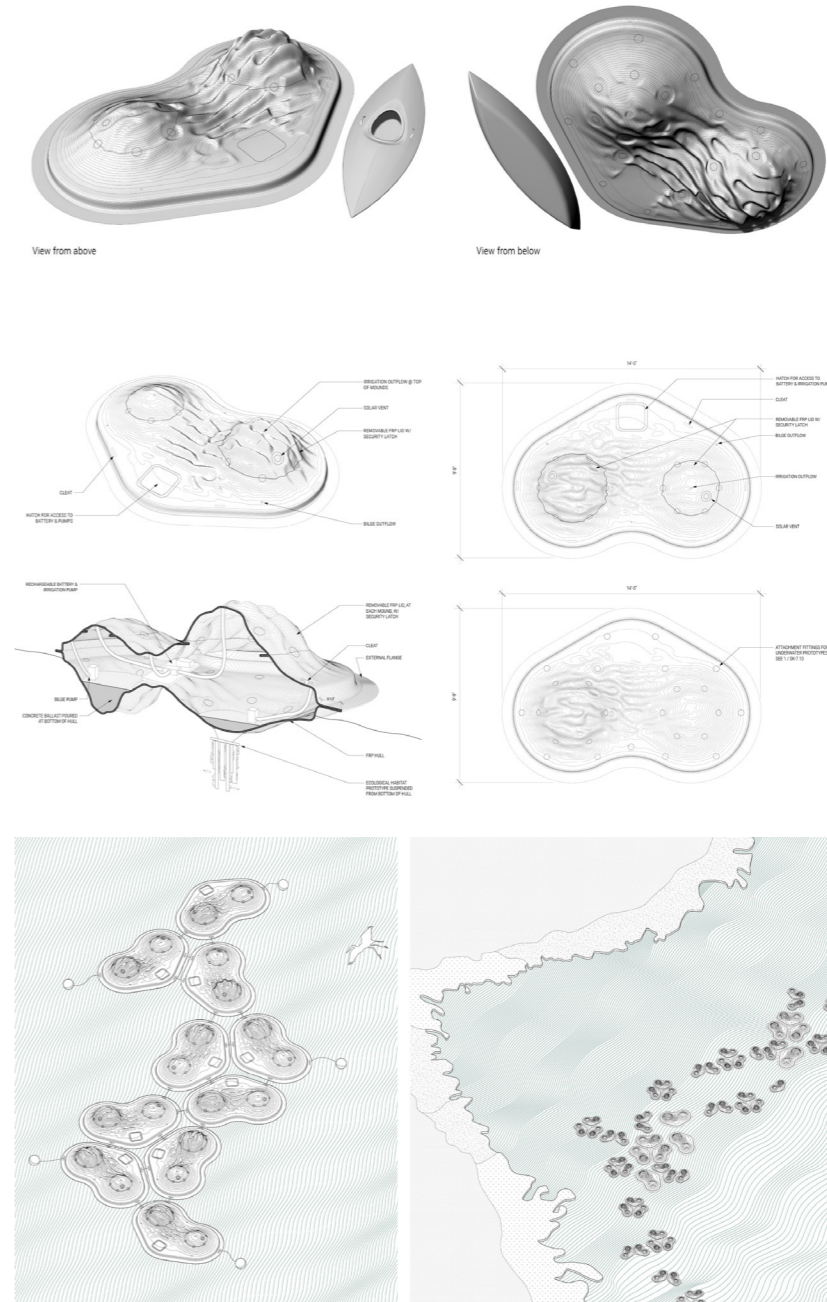 View from above
View from below
IRRIGATION OUTFLOW @ TOP
OF MOUNDS
SOLAR VENT
REMOVABLE FRP LID W/
SECURITY LATCH
CLEAT
HATCH FOR ACCESS TO
BATTERY & PUMPS
BILGE OUTFLOW
14'-0"
9'-8"
HATCH FOR ACCESS TO
BATTERY & IRRIGATION PUM
CLEAT
REMOVABLE FRP LID W/
SECURITY LATCH
BILGE OUTFLOW
IRRIGATION OUTFLOW
SOLAR VENT
RECHARGEABLE BATTERY &
IRRIGATION PUMP
REMOVABLE FRP LID, AT
EACH MOUND, W/
SECURITY LATCH
CLEAT
EXTERNAL FLANGE
BILGE PUMP
CONCRETE BALLAST POURED
AT BOTTOM OF HULL
FRP HULL
ECOLOGICAL HABITAT
PROTOTYPE SUSPENDED
FROM BOTTOM OF HULL
14'-0"
9'-8"
ATTACHMENT FITTINGS FOR
UNDERWATER PROTOTYPES